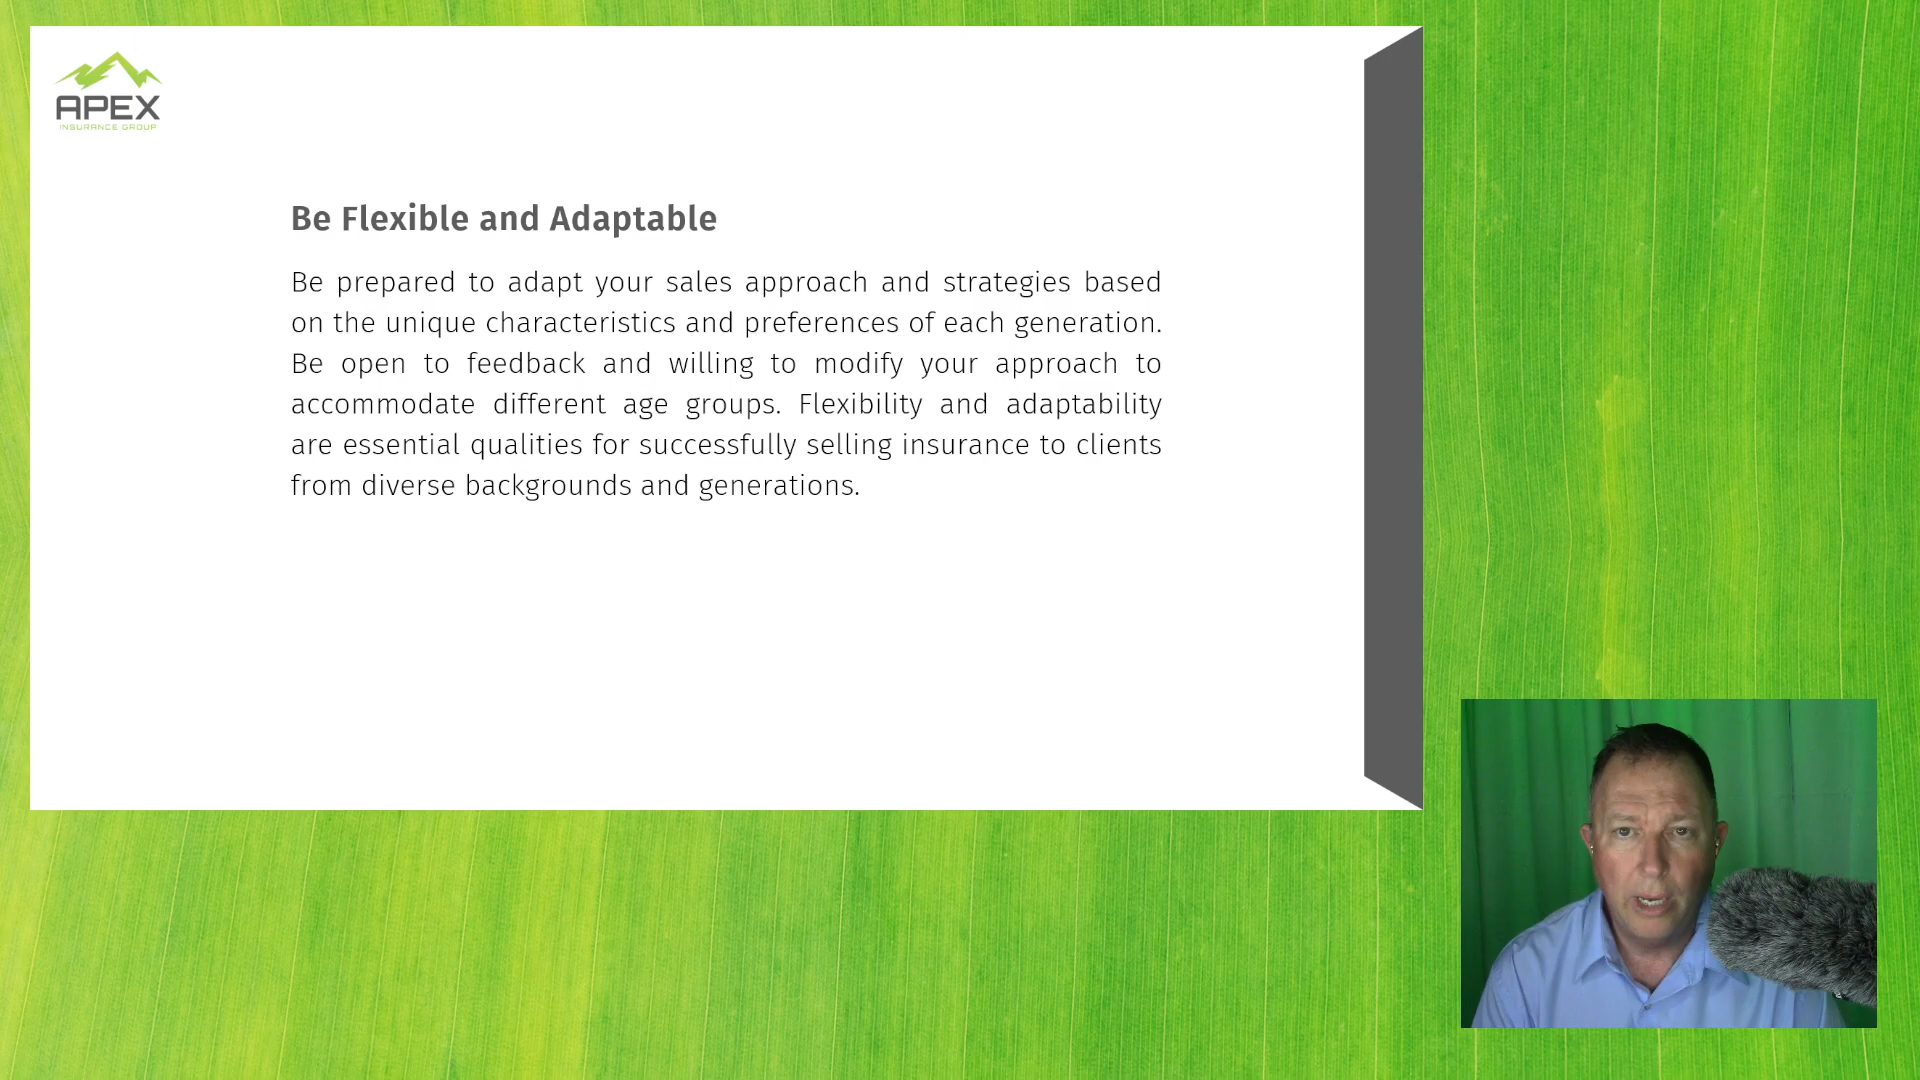 APEX
INSURANCE GROUP
Be Flexible and Adaptable
Be prepared to adapt your sales approach and strategies based
on the unique characteristics and preferences of each generation.
Be open to feedback and willing to modify your approach to
accommodate different age groups. Flexibility and adaptability
are essential qualities for successfully selling insurance to clients
from diverse backgrounds and generations.